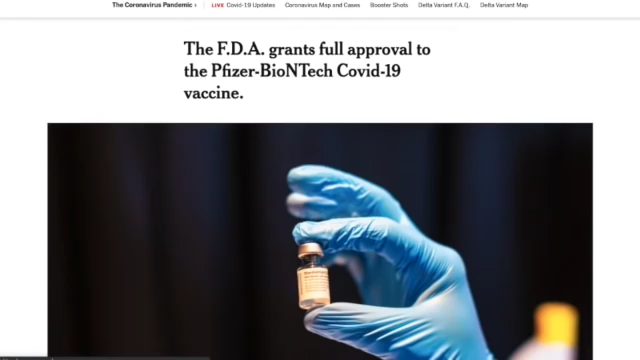 The Coronavirus Pandemic › LIVE Covid-19 Updates Coronavirus Map and Cases Booster Shots Delta Variant F.A.Q. Delta Variant Map
The F.D.A. grants full approval to
the Pfizer-BioNTech Covid-19
vaccine.